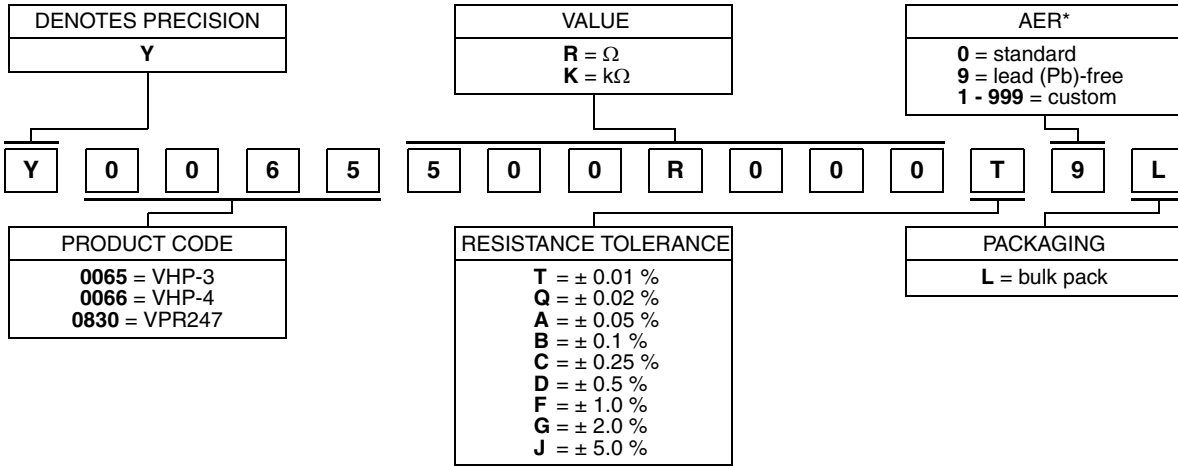 DENOTES PRECISION
Y
VALUE
R = Ω
K = kΩ
AER*
0 = standard
9 = lead (Pb)-free
1 - 999 = custom
Y 0 0 6 5 5 0 0 R 0 0 0 T 9 L
PRODUCT CODE
0065 = VHP-3
0066 = VHP-4
0830 = VPR247
RESISTANCE TOLERANCE
T = ± 0.01 %
Q = ± 0.02 %
A = ± 0.05 %
B = ± 0.1 %
C = ± 0.25 %
D = ± 0.5 %
F = ± 1.0 %
G = ± 2.0 %
J = ± 5.0 %
PACKAGING
L = bulk pack